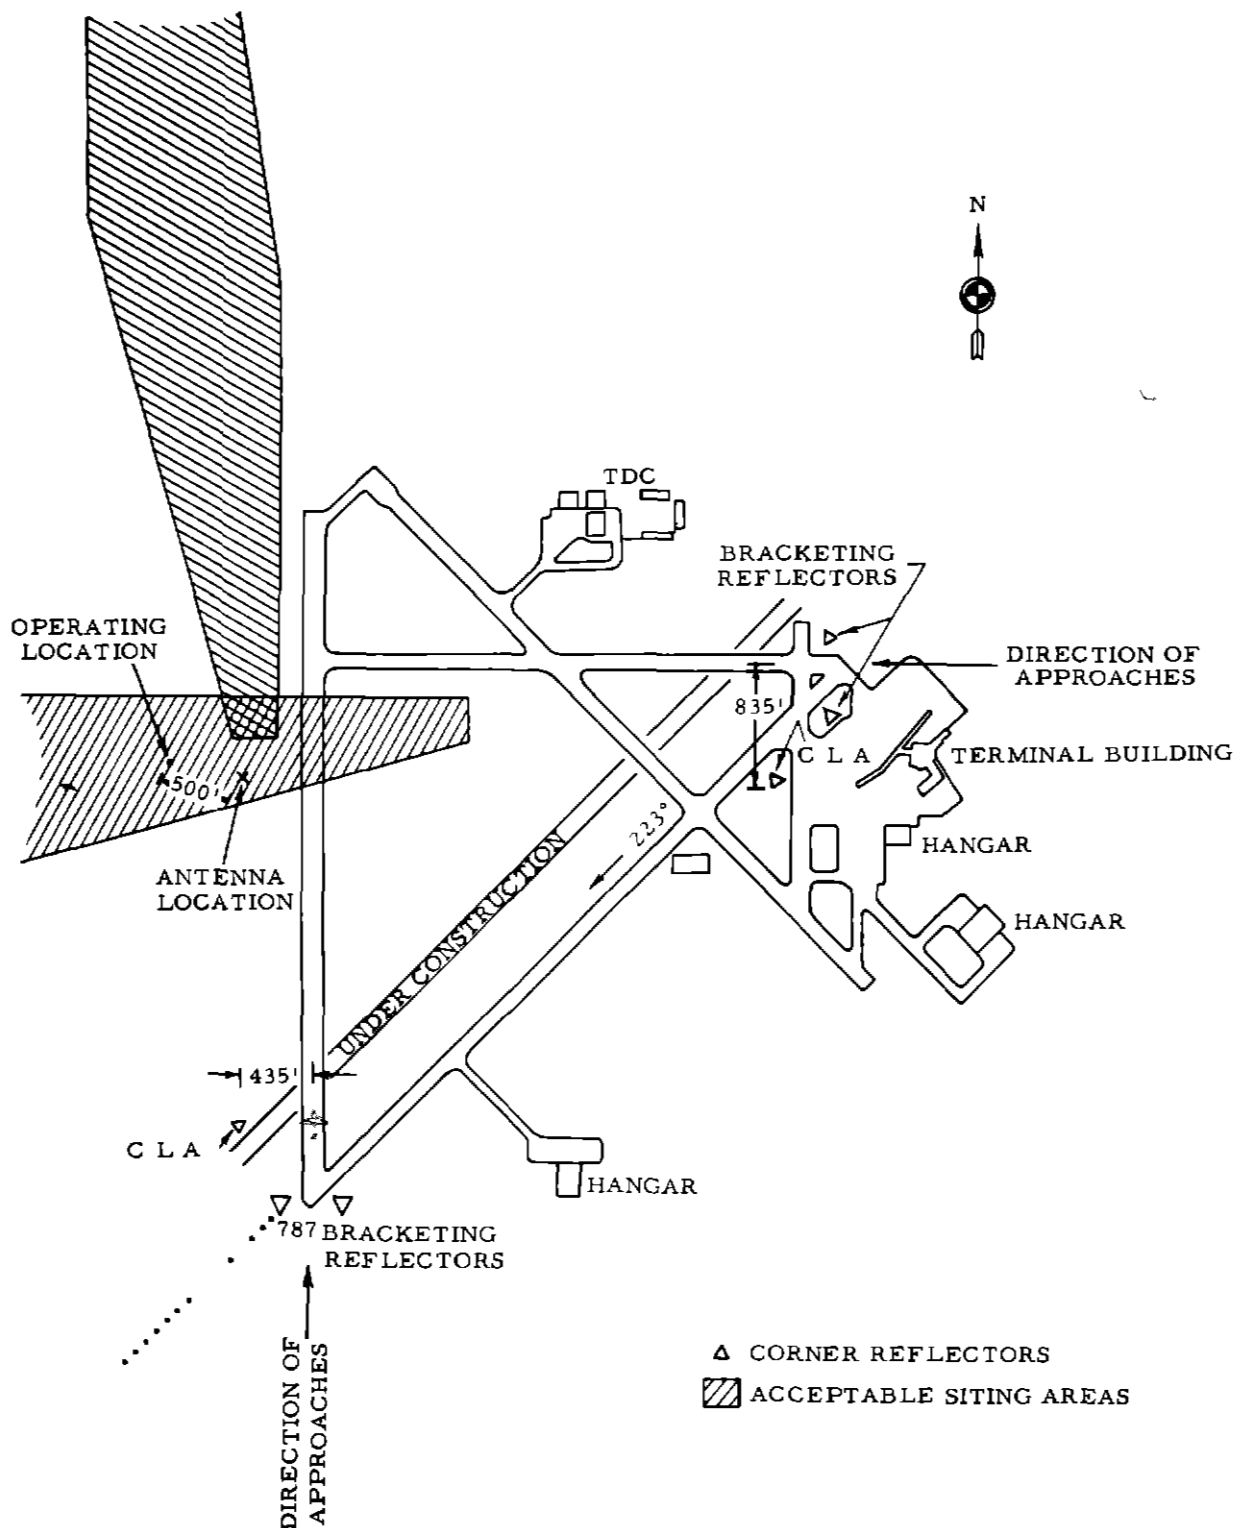 N
TDC
BRACKETING
REFLECTORS
OPERATING
LOCATION
DIRECTION OF
APPROACHES
835'
C L A
TERMINAL BUILDING
500'
223°
HANGAR
ANTENNA
LOCATION
HANGAR
UNDER CONSTRUCTION
435'
C L A
HANGAR
787
BRACKETING
REFLECTORS
DIRECTION OF
APPROACHES
CORNER REFLECTORS
ACCEPTABLE SITING AREAS